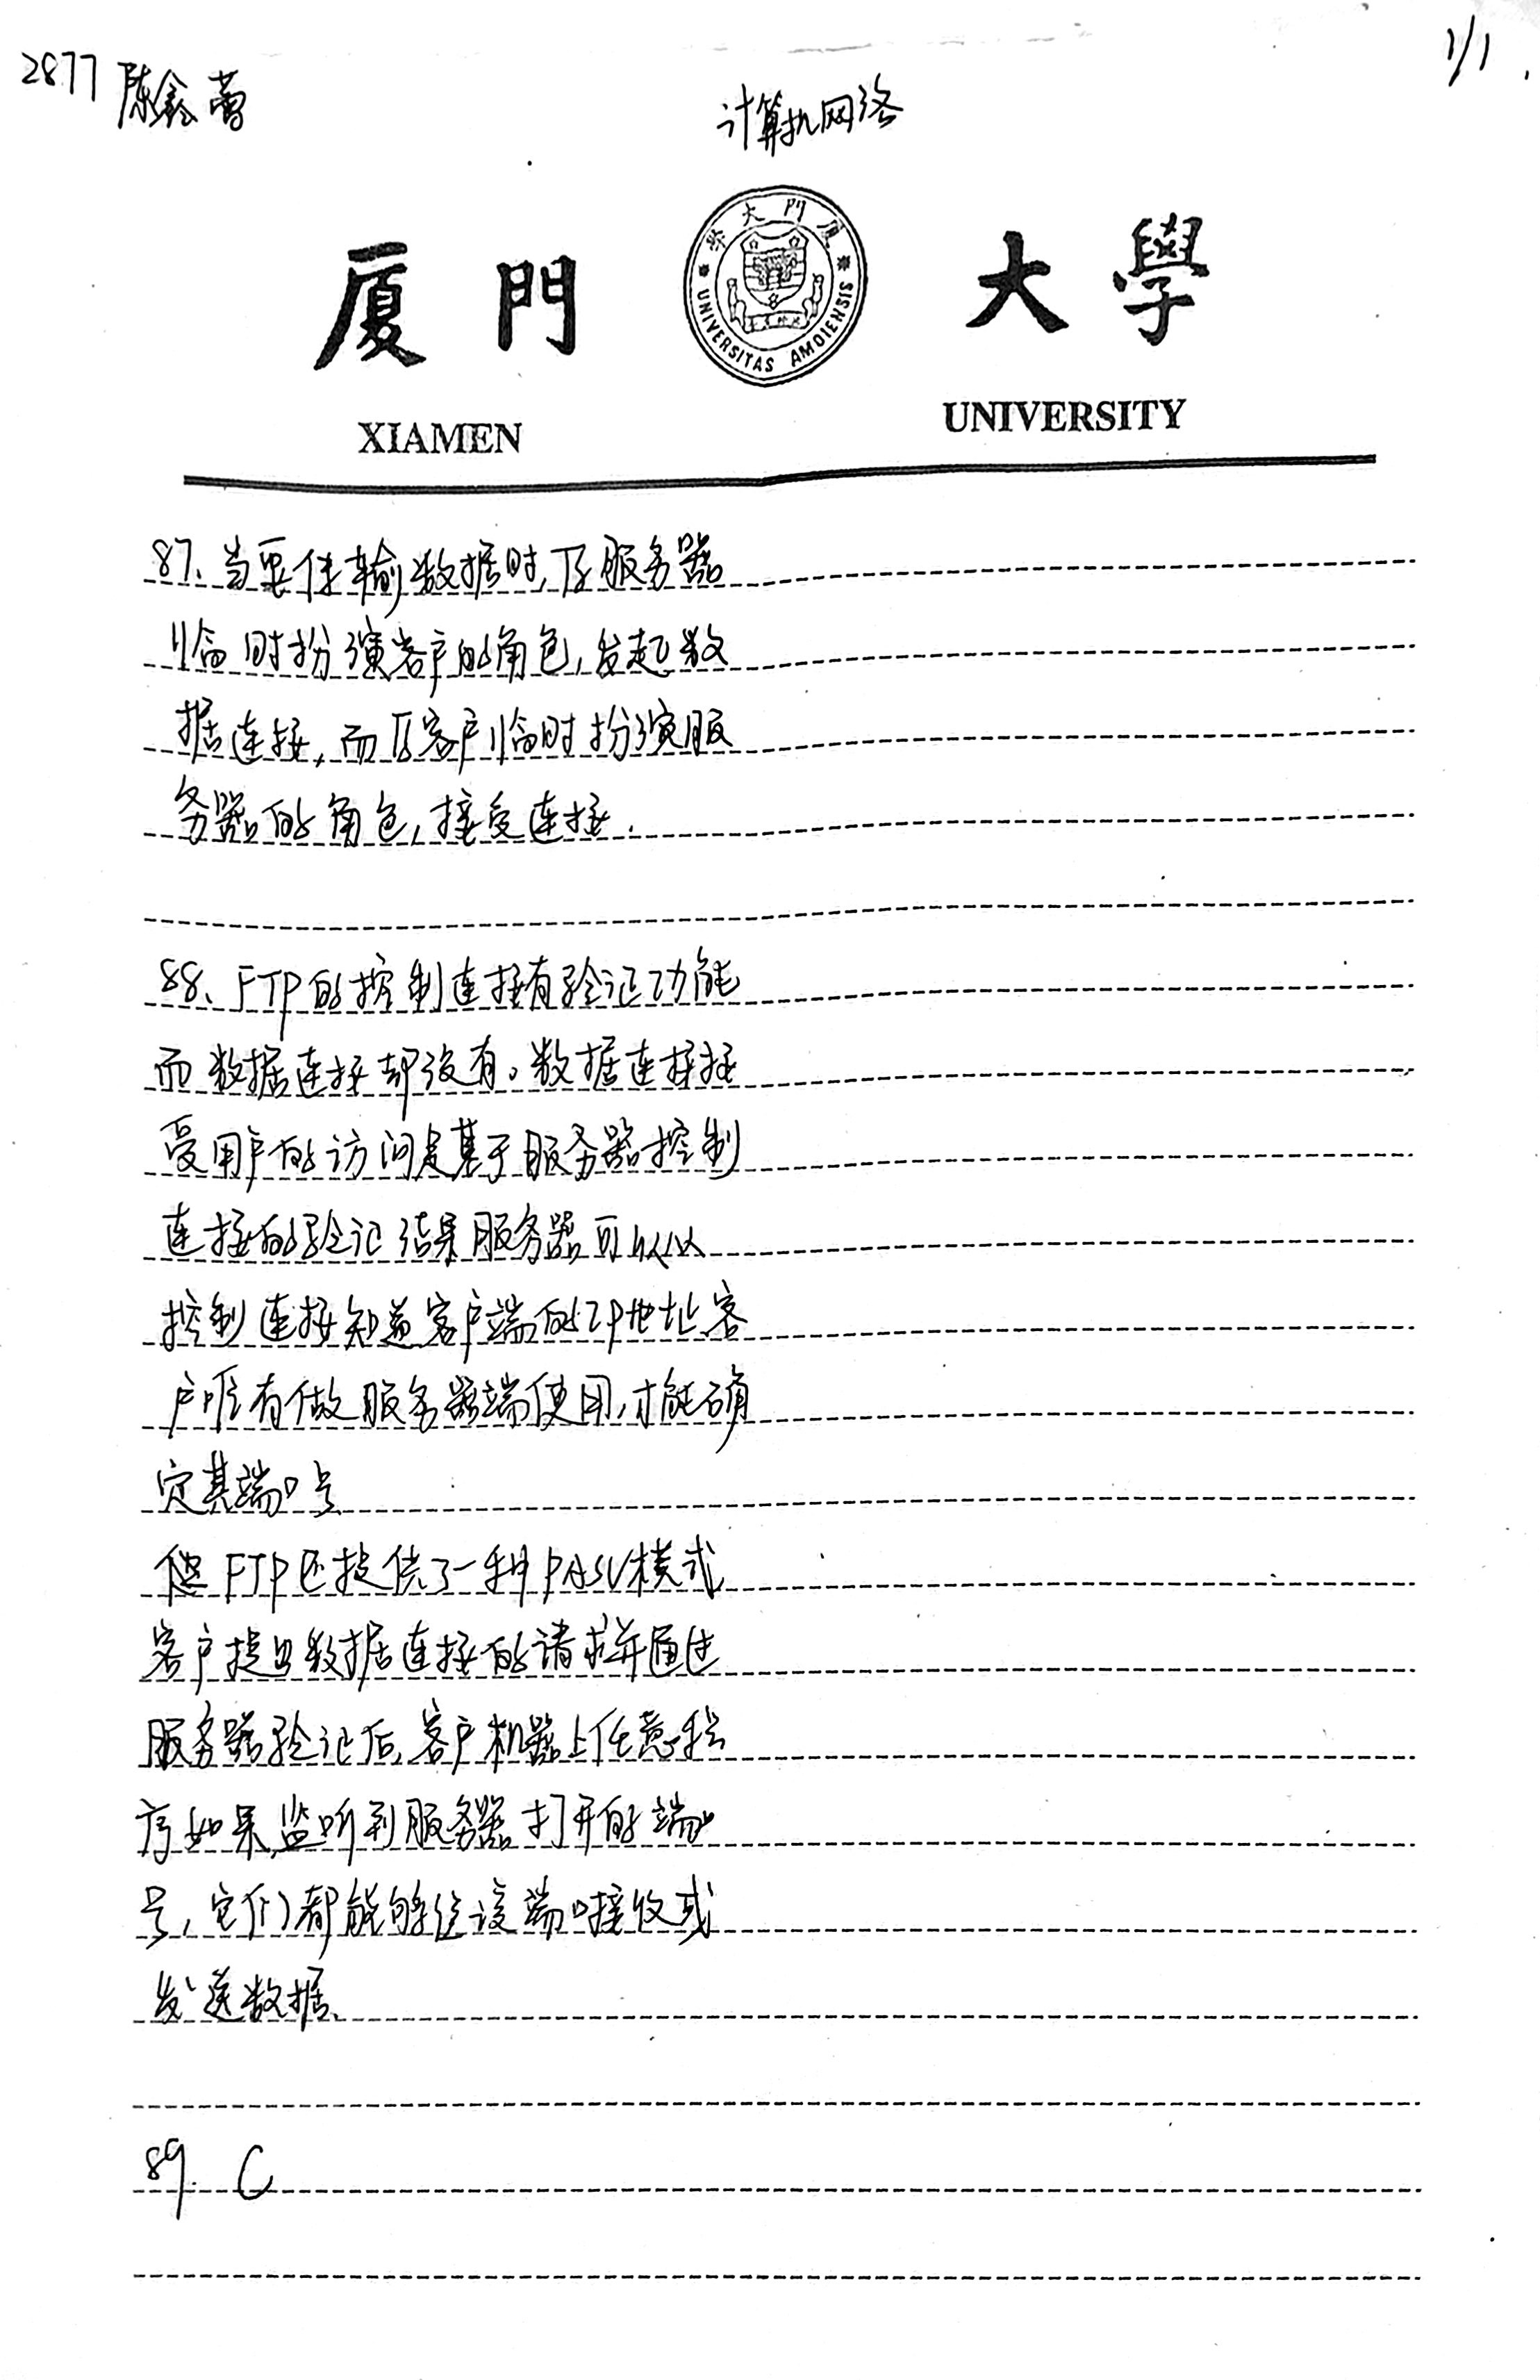 2877 陈鑫蕾
计算机网络
1/1
厦門大學
學大門廈
UNIVERSITAS AMOIENSIS
XIAMEN UNIVERSITY
87、当要传输数据时,原服务器
临时扮演客户的角色,发起数
据连接,而原客户临时扮演服
务器的角色,接受连接.
88、FTP的控制连接有验证功能
而数据连接却没有。数据连接接
受用户的访问是基于服务器控制
连接的验证结果服务器可以从
控制连接知道客户端的IP地址,客
户唯有做服务器端使用,才能确
定其端口号
但FTP还提供了一种PASV模式
客户提出数据连接的请求并通过
服务器验证后,客户机器上任意程
序如果监听到服务器打开的端口
号,它们都能够往该端口接收或
发送数据.
89. C